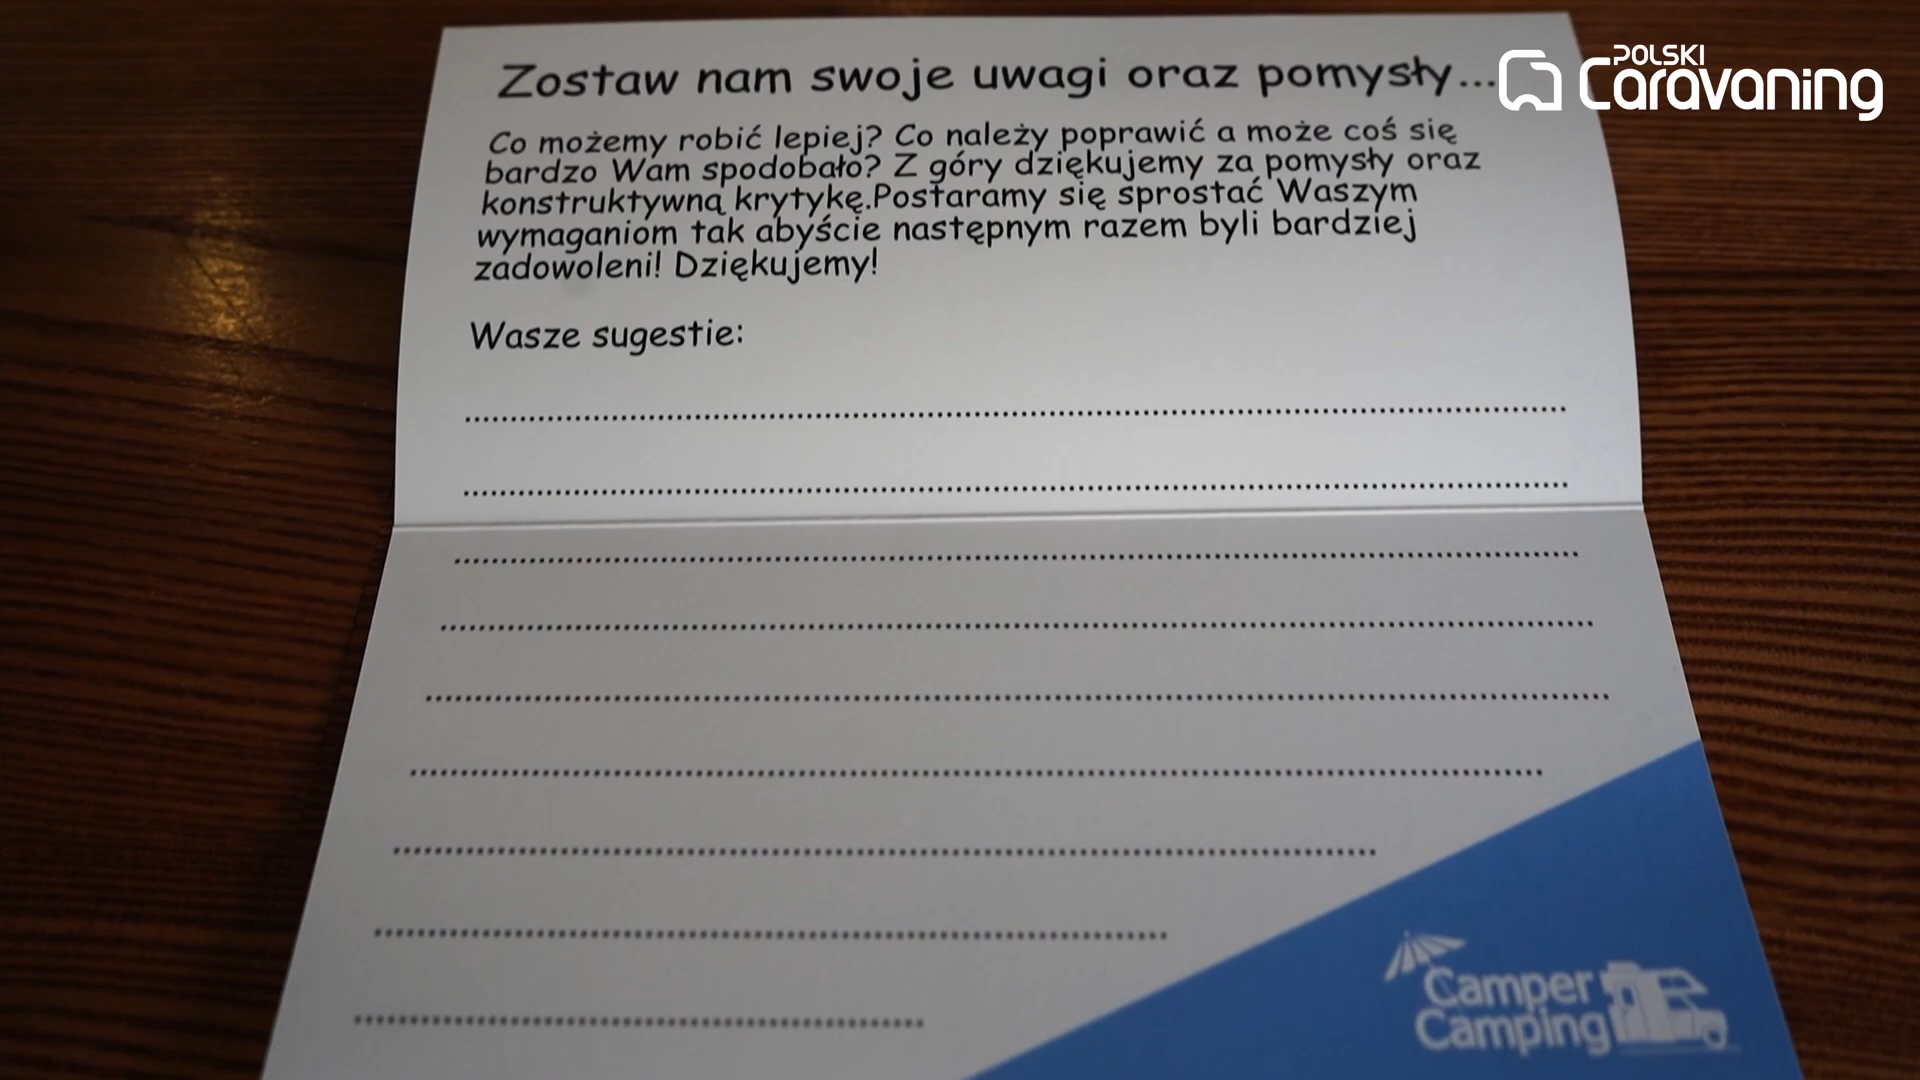 Zostaw nam swoje uwagi oraz pomysły...
POLSKI
Caravaning
Co możemy robić lepiej? Co należy poprawić a może coś się
bardzo Wam spodobało? Z góry dziękujemy za pomysły oraz
konstruktywną krytykę.Postaramy się sprostać Waszym
wymaganiom tak abyście następnym razem byli bardziej
zadowoleni! Dziękujemy!
Wasze sugestie:
Camper
Camping